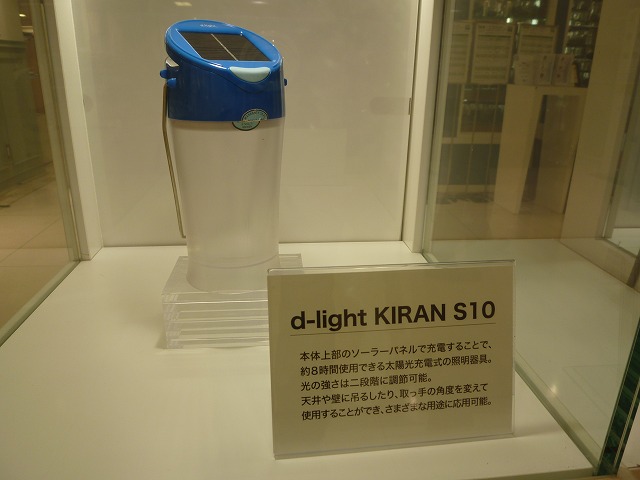 d-light KIRAN S10
本体上部のソーラーパネルで充電することで、
約8時間使用できる太陽光充電式の照明器具。
光の強さは二段階に調節可能。
天井や壁に吊るしたり、取っ手の角度を変えて
使用することができ、さまざまな用途に応用可能。